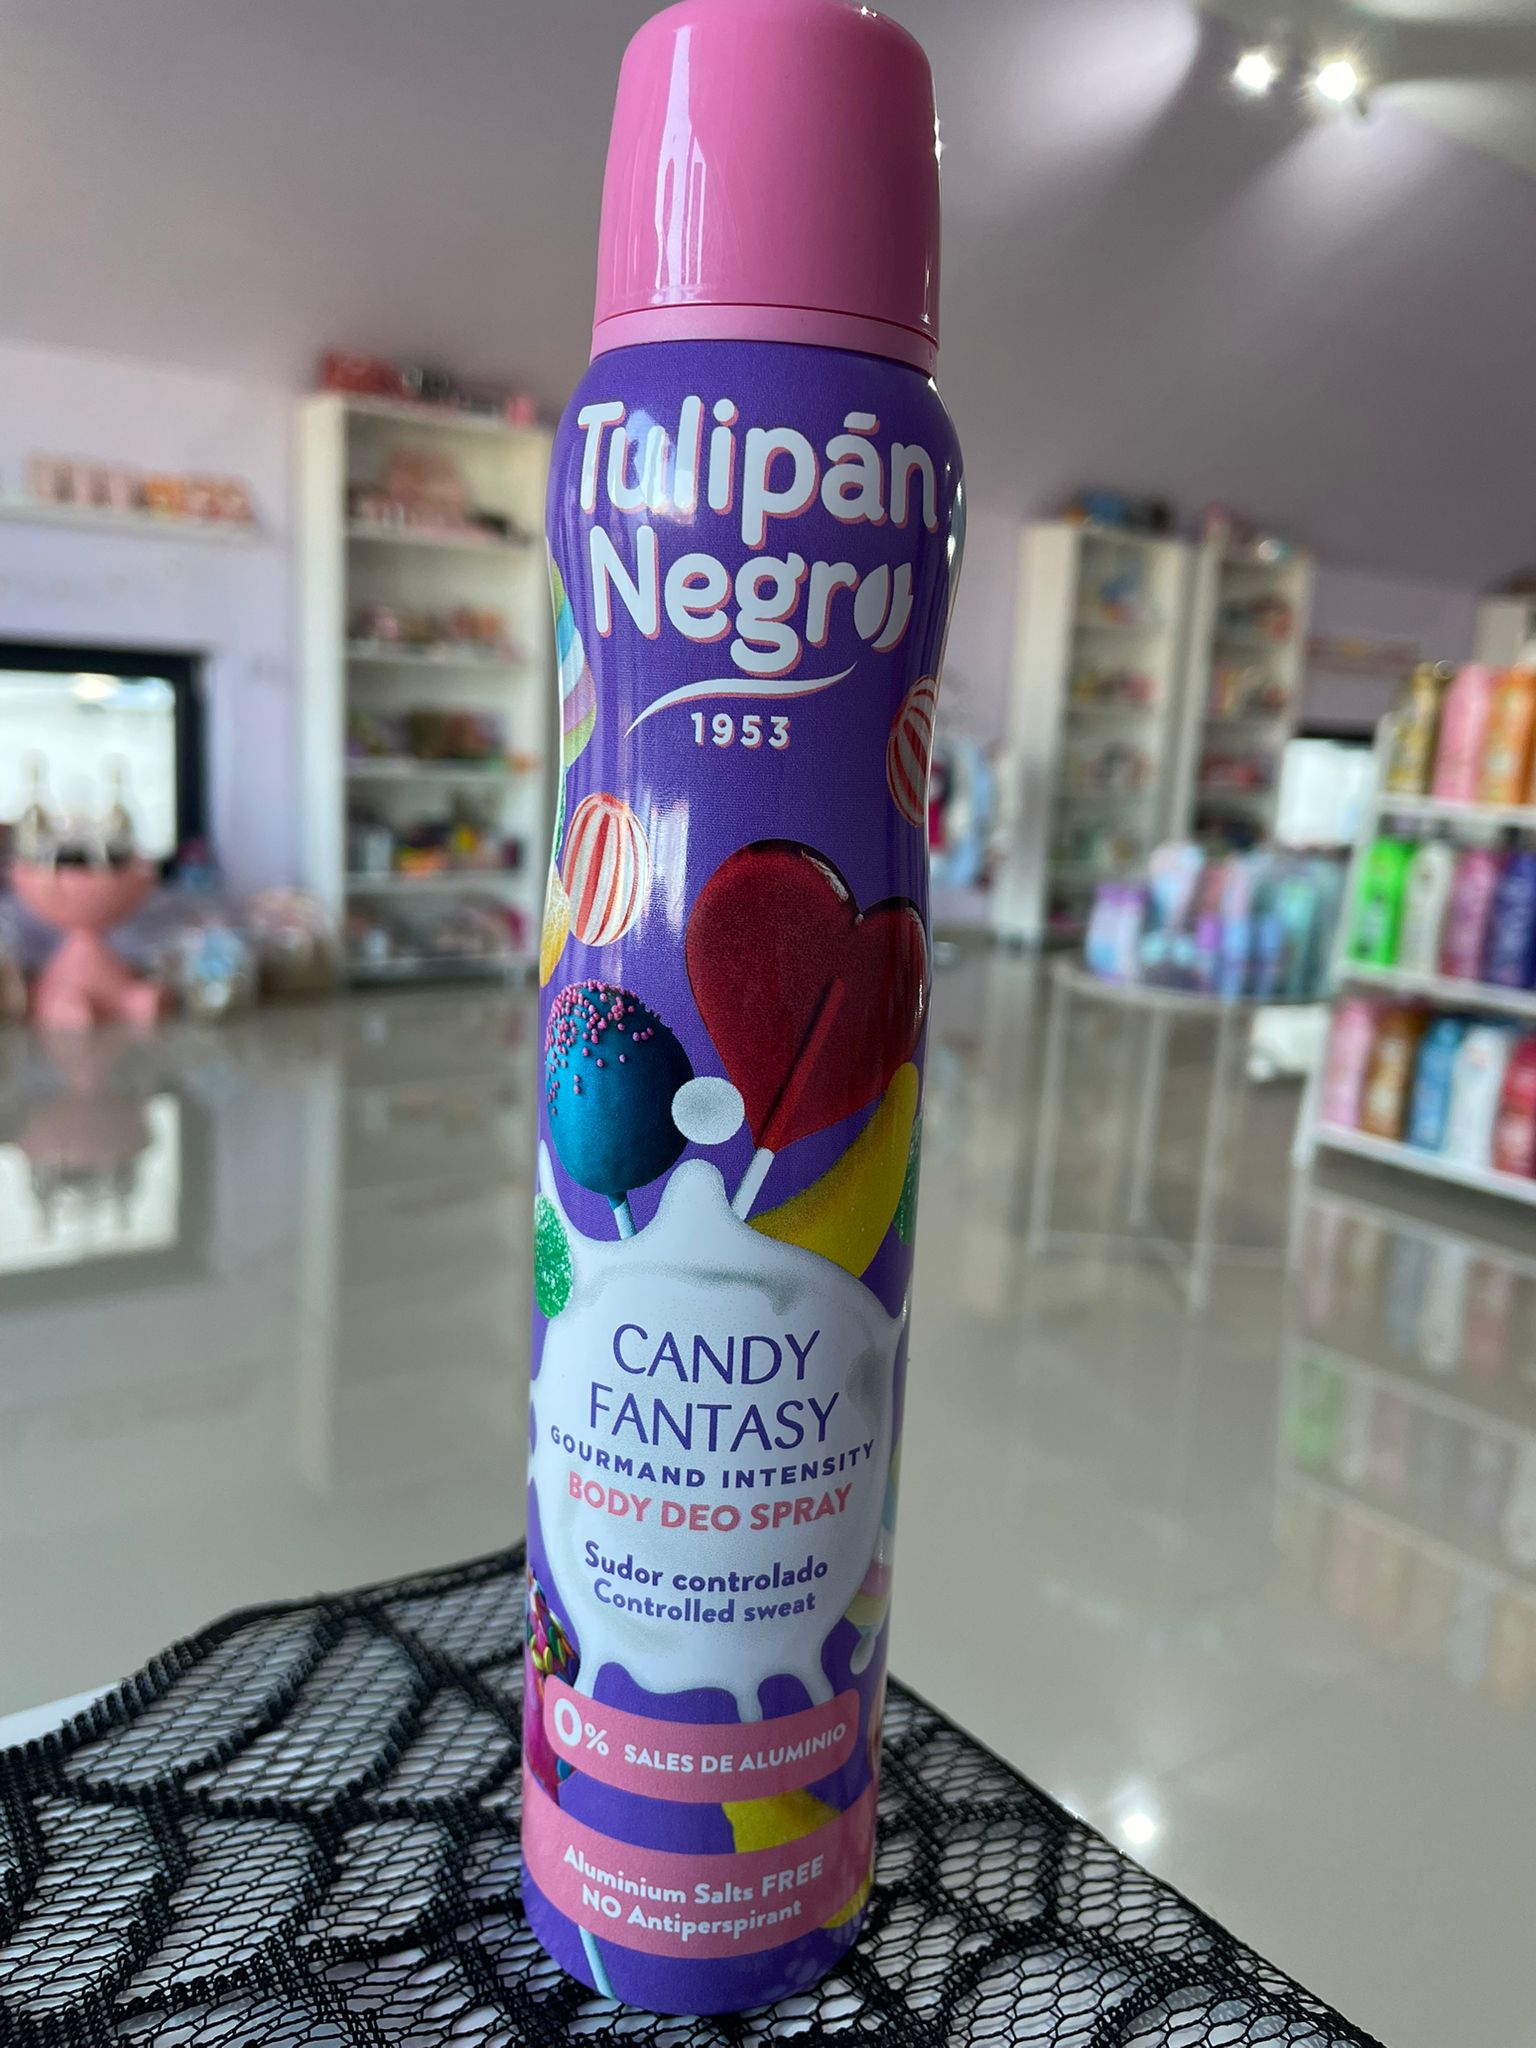 Tulipán
Negro
1953
CANDY
FANTASY
GOURMAND INTENSITY
BODY DEO SPRAY
Sudor controlado
Controlled sweat
0% SALES DE ALUMINIO
Aluminium Salts FREE
NO Antiperspirant